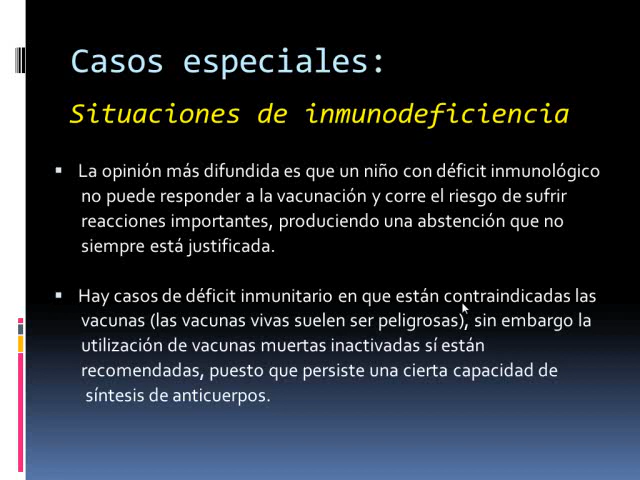 Casos especiales:
Situaciones de inmunodeficiencia
▪ La opinión más difundida es que un niño con déficit inmunológico
no puede responder a la vacunación y corre el riesgo de sufrir
reacciones importantes, produciendo una abstención que no
siempre está justificada.
▪ Hay casos de déficit inmunitario en que están contraindicadas las
vacunas (las vacunas vivas suelen ser peligrosas), sin embargo la
utilización de vacunas muertas inactivadas sí están
recomendadas, puesto que persiste una cierta capacidad de
síntesis de anticuerpos.